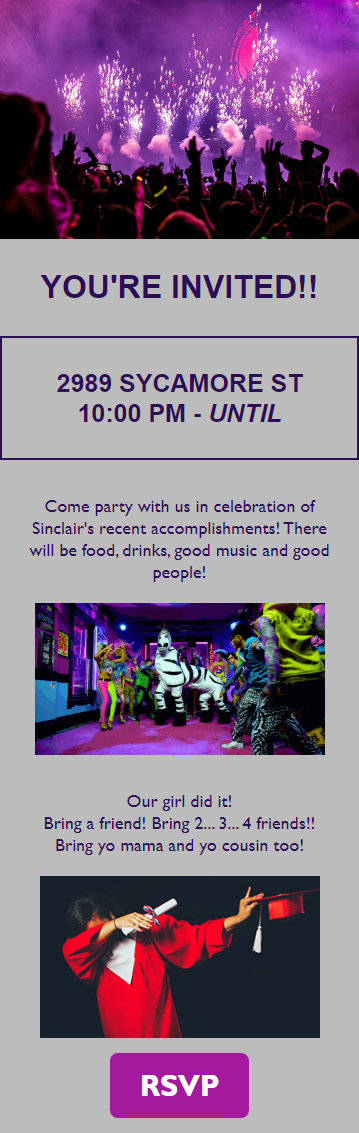 YOU'RE INVITED!!
2989 SYCAMORE ST
10:00 PM - UNTIL
Come party with us in celebration of
Sinclair's recent accomplishments! There
will be food, drinks, good music and good
people!
Our girl did it!
Bring a friend! Bring 2... 3... 4 friends!!
Bring yo mama and yo cousin too!
RSVP